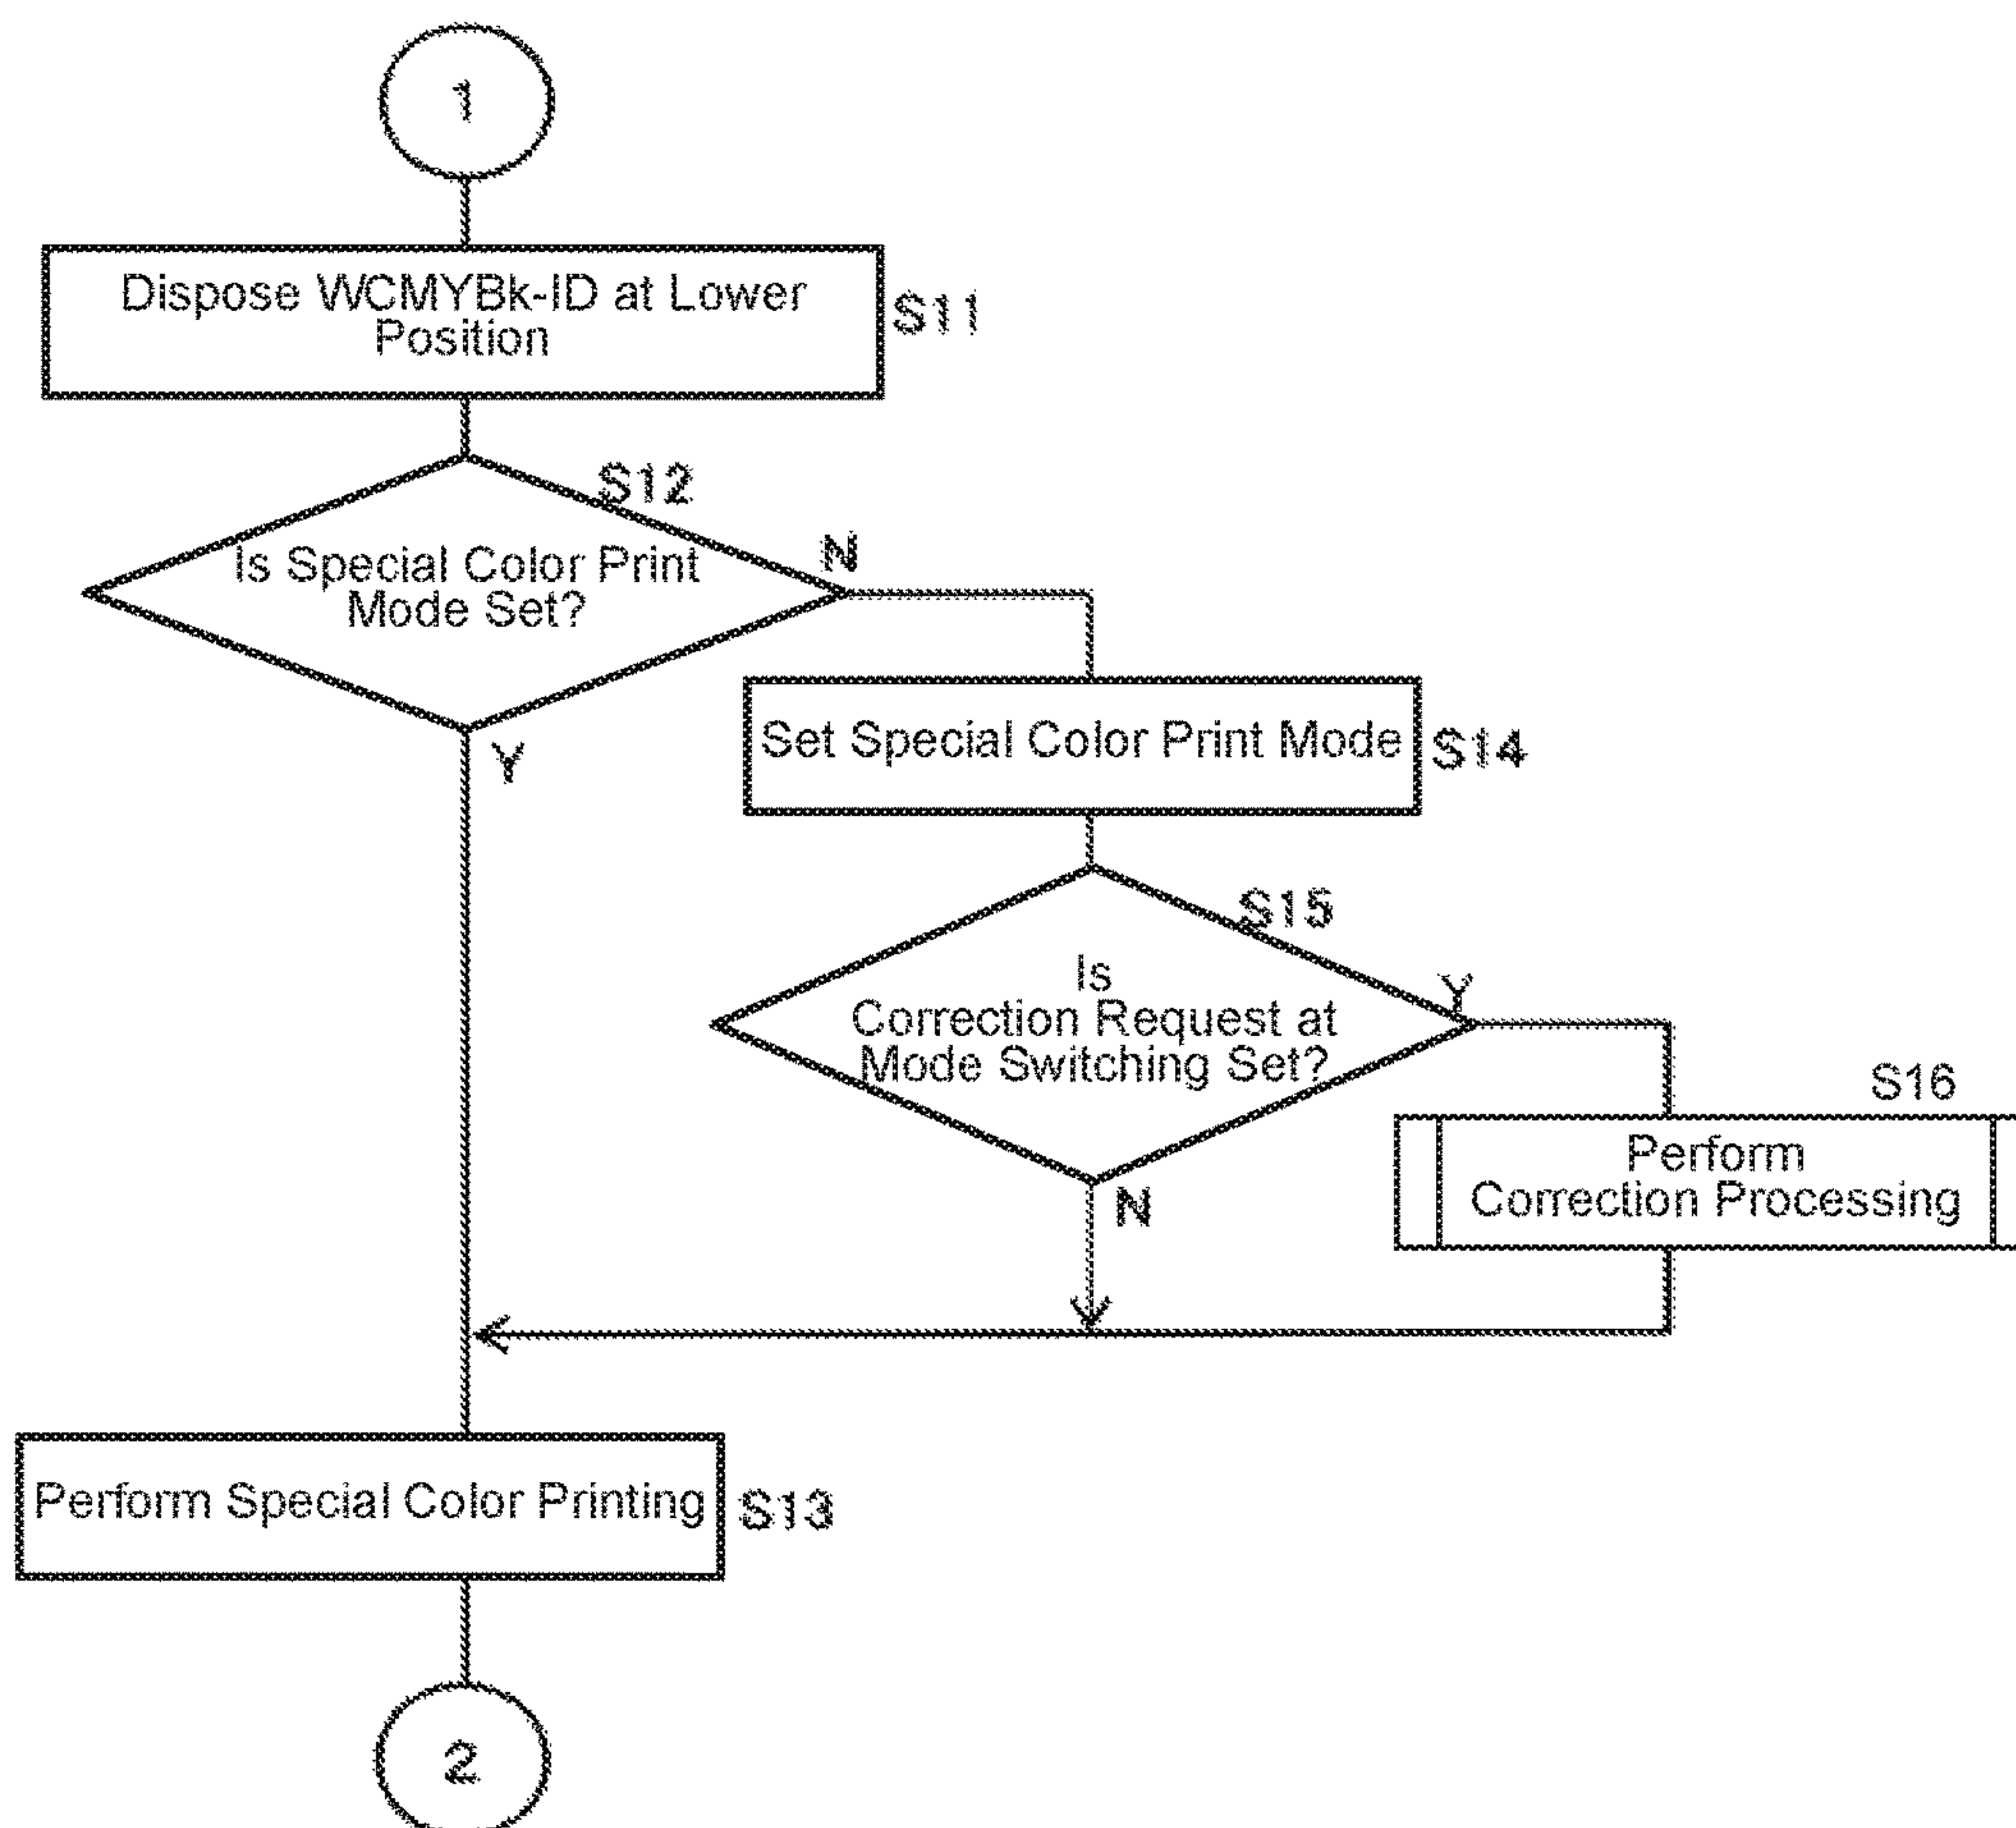 1
Dispose WCMYBk-ID at Lower
Position
S11
S12
Is Special Color Print
Mode Set?
N
Y
Set Special Color Print Mode
S14
S15
Is
Correction Request at
Mode Switching Set?
Y
N
S16
Perform
Correction Processing
Perform Special Color Printing
S13
2